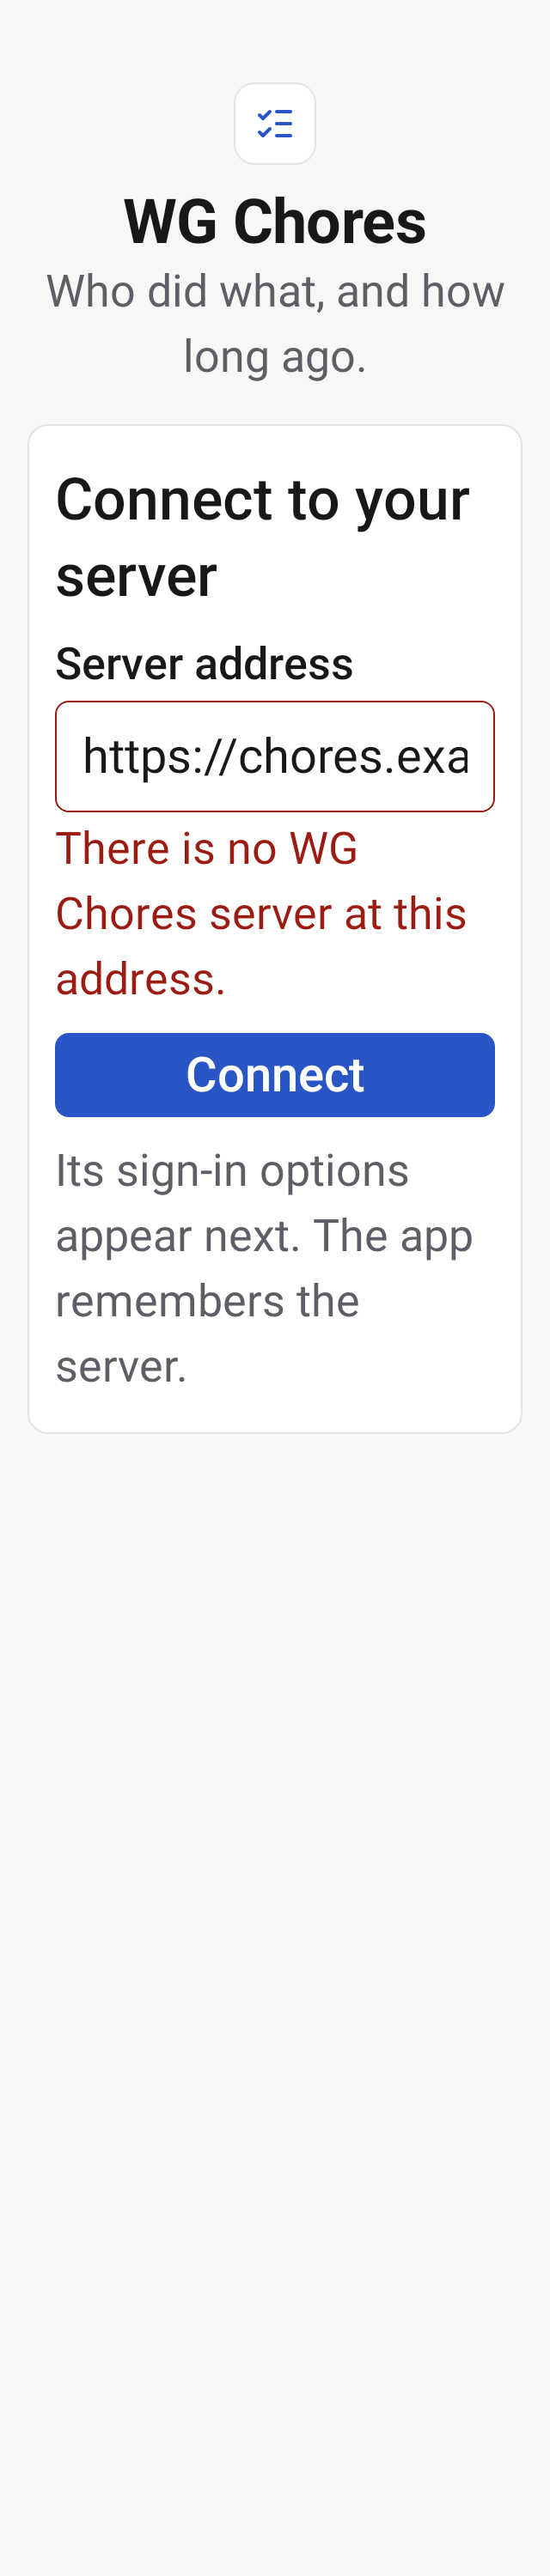 WG Chores
Who did what, and how
long ago.
Connect to your
server
Server address
https://chores.exa
There is no WG
Chores server at this
address.
Connect
Its sign-in options
appear next. The app
remembers the
server.